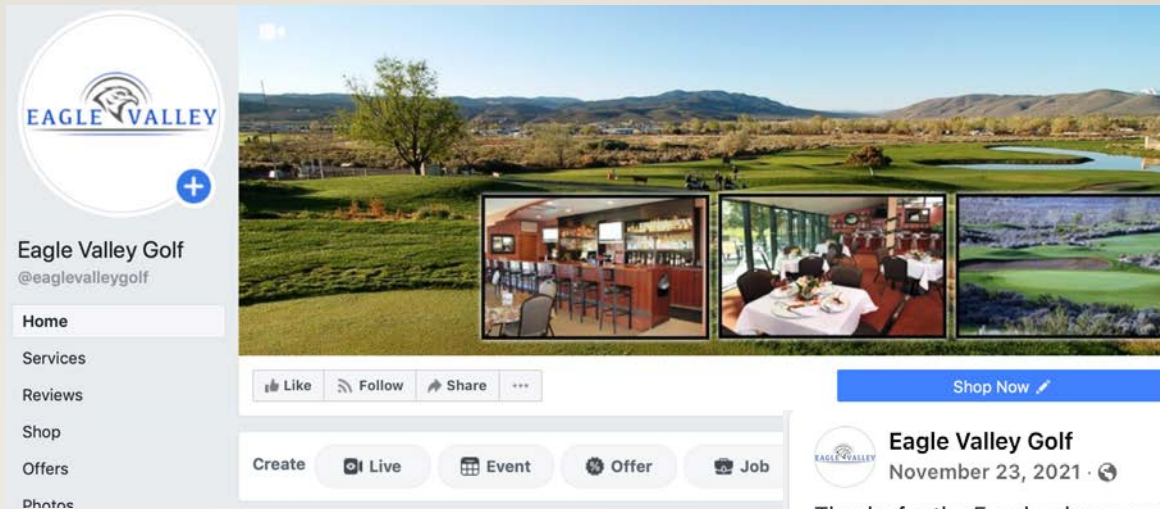 EAGLE VALLEY
Eagle Valley Golf
@eaglevalleygolf
Home
Services
Reviews
Shop
Offers
Photos
Like
Follow
Share
...
Shop Now
Create
Live
Event
Offer
Job
EAGLE VALLEY
Eagle Valley Golf
November 23, 2021 ·